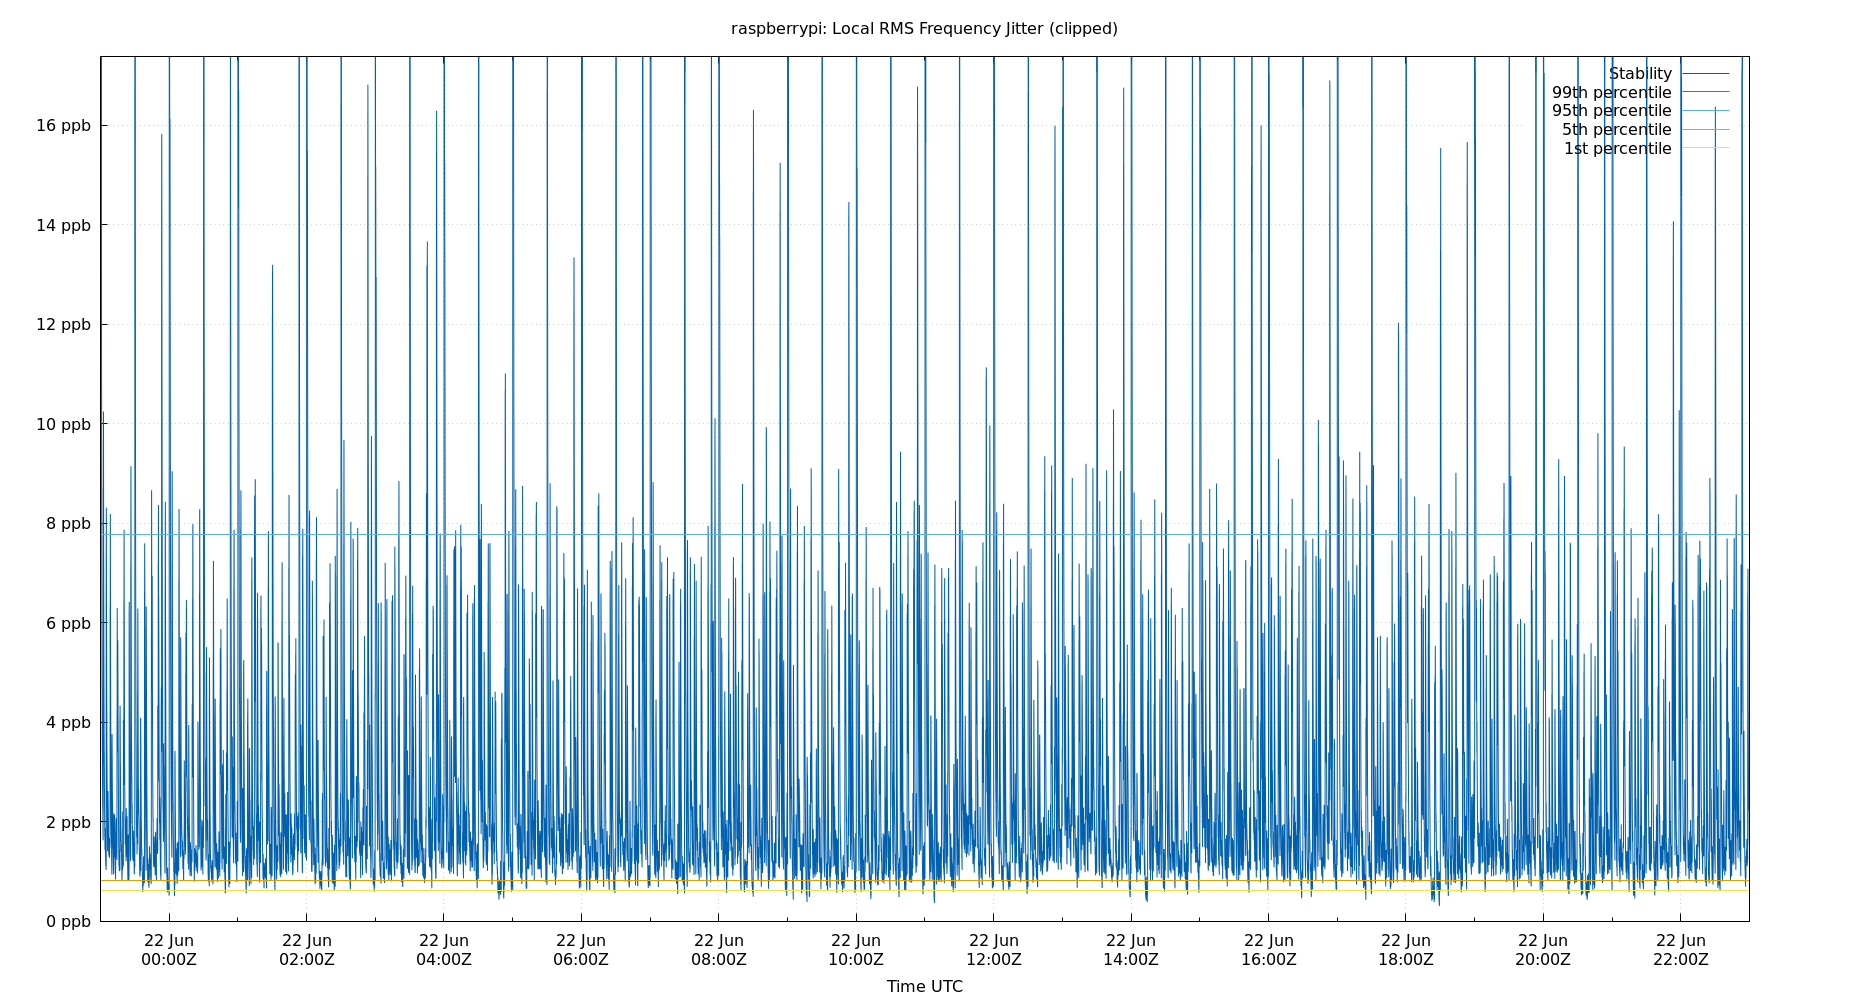 raspberrypi: Local RMS Frequency Jitter (clipped)
Stability
99th percentile
95th percentile
5th percentile
1st percentile
16 ppb
14 ppb
12 ppb
10 ppb
8 ppb
6 ppb
4 ppb
2 ppb
0 ppb
22 Jun 22 Jun 22 Jun 22 Jun 22 Jun 22 Jun 22 Jun 22 Jun 22 Jun 22 Jun 22 Jun 22 Jun
00:00Z 02:00Z 04:00Z 06:00Z 08:00Z 10:00Z 12:00Z 14:00Z 16:00Z 18:00Z 20:00Z 22:00Z
Time UTC